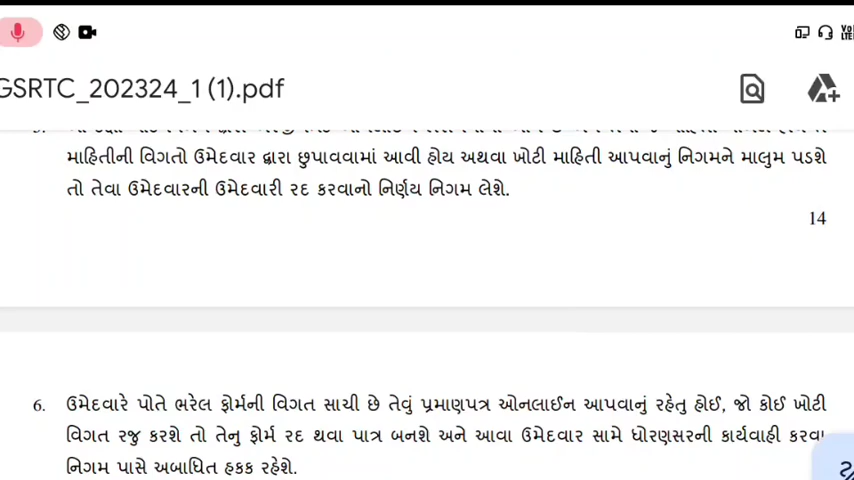 GSRTC_202324_1 (1).pdf
માહિતીની વિગતો ઉમેદવાર દ્વારા છુપાવવામાં આવી હોય અથવા ખોટી માહિતી આપવાનું નિગમને માલુમ પડશે
તો તેવા ઉમેદવારની ઉમેદવારી રદ કરવાનો નિર્ણય નિગમ લેશે.
14
6. ઉમેદવારે પોતે ભરેલ ફોર્મની વિગત સાચી છે તેવું પ્રમાણપત્ર ઓનલાઈન આપવાનું રહેતુ હોઈ, જો કોઈ ખોટી
વિગત રજુ કરશે તો તેનુ ફોર્મ રદ થવા પાત્ર બનશે અને આવા ઉમેદવાર સામે ધોરણસરની કાર્યવાહી કરવા
નિગમ પાસે અબાધિત હકક રહેશે.